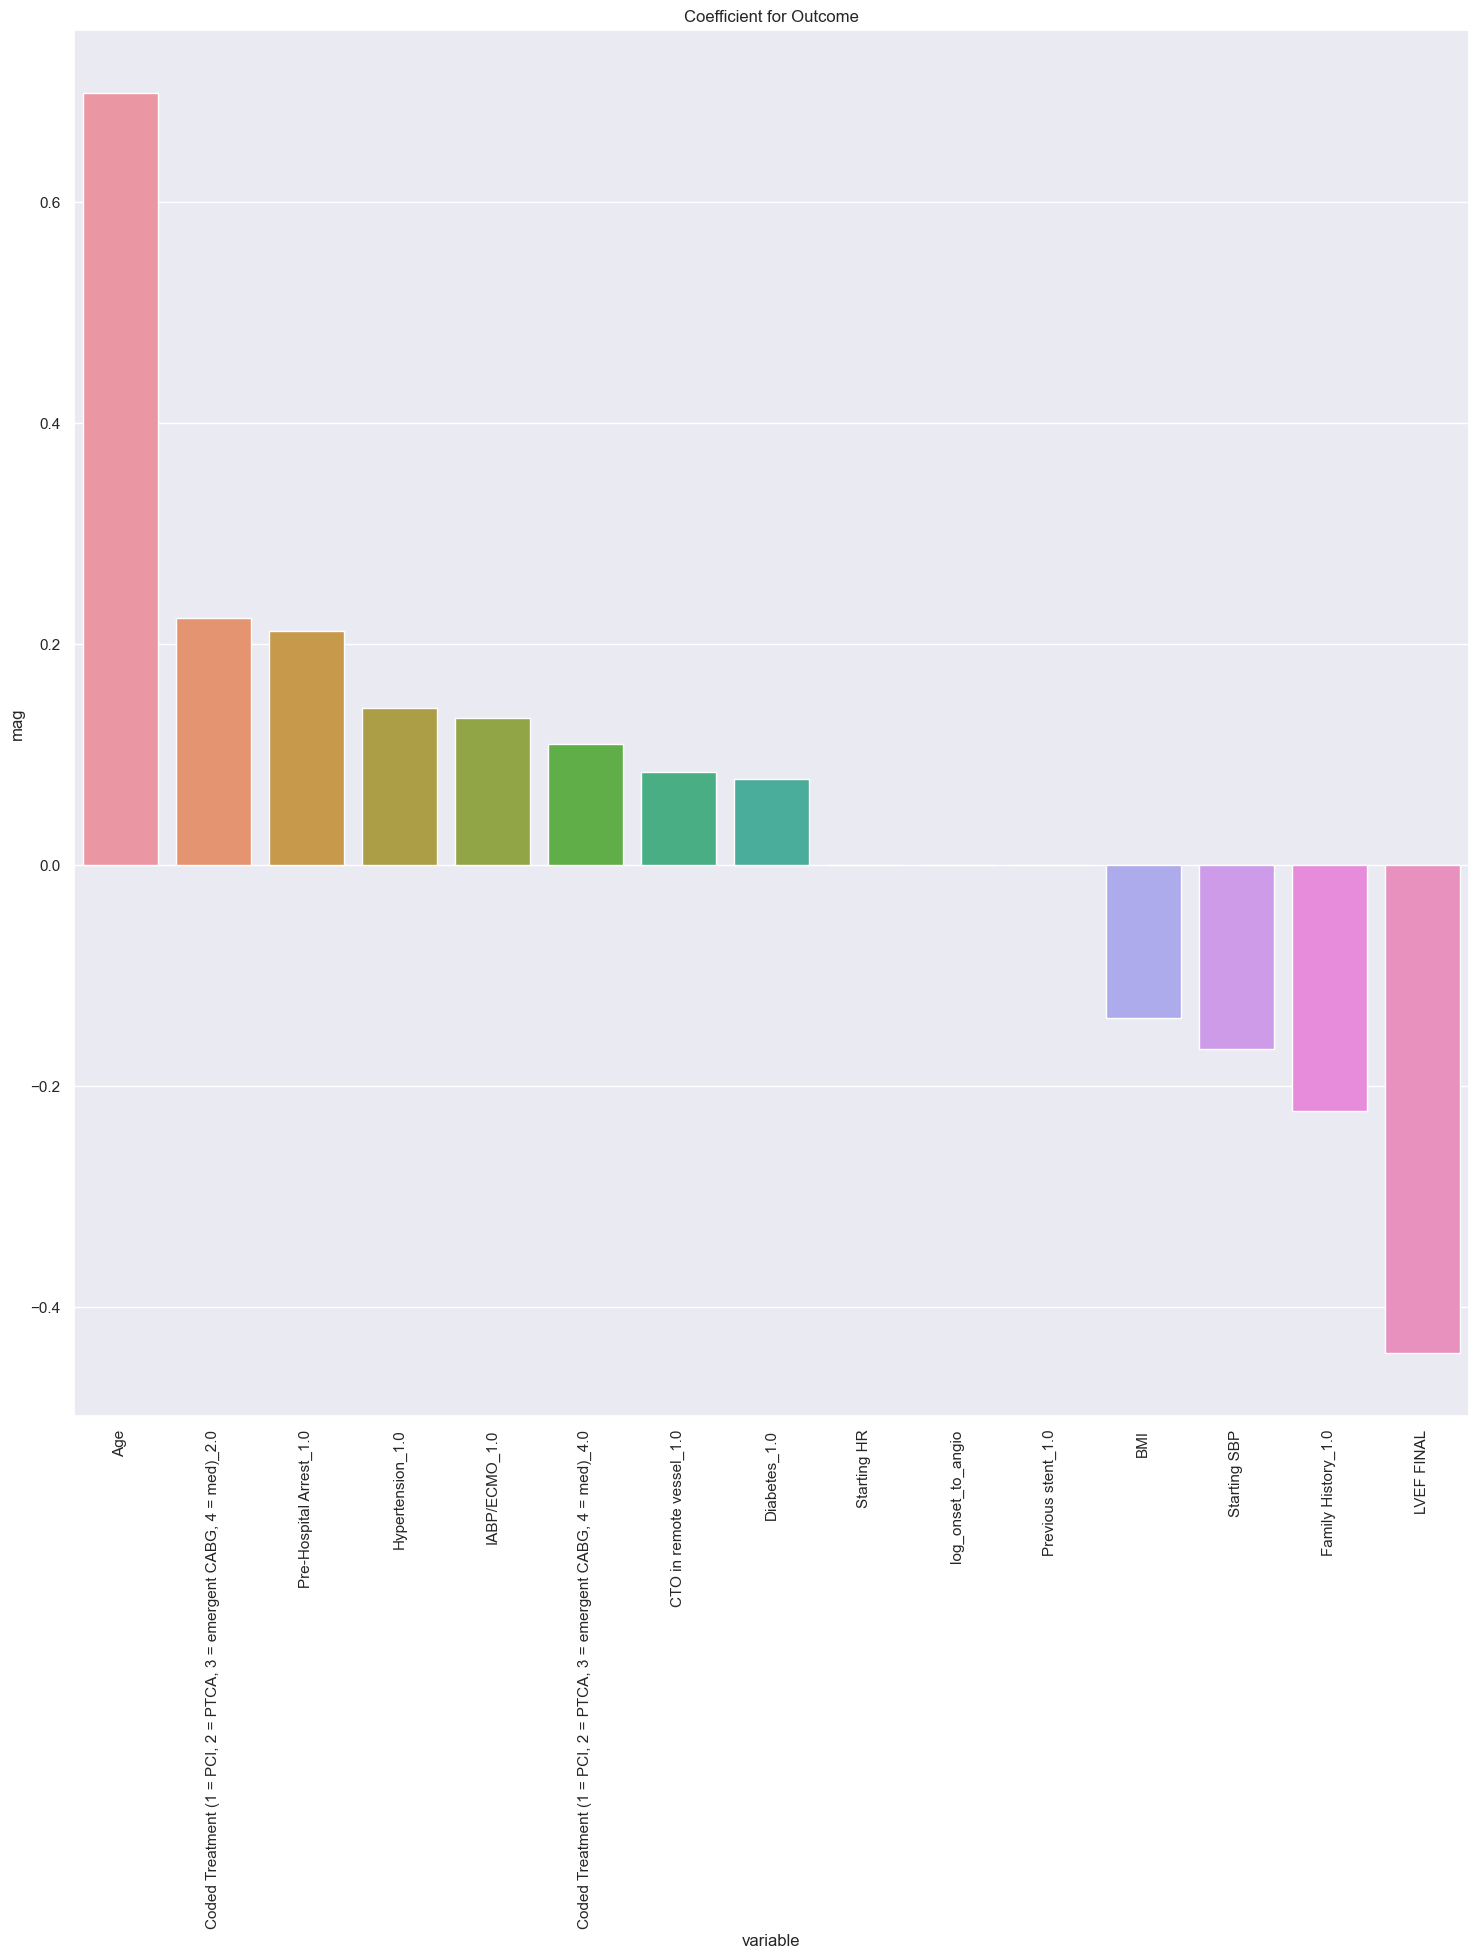 Coefficient for Outcome
mag
0.6
0.4
0.2
0.0
−0.2
−0.4
Age
Coded Treatment (1 = PCI, 2 = PTCA, 3 = emergent CABG, 4 = med)_2.0
Pre-Hospital Arrest_1.0
Hypertension_1.0
IABP/ECMO_1.0
Coded Treatment (1 = PCI, 2 = PTCA, 3 = emergent CABG, 4 = med)_4.0
CTO in remote vessel_1.0
Diabetes_1.0
Starting HR
log_onset_to_angio
Previous stent_1.0
BMI
Starting SBP
Family History_1.0
LVEF FINAL
variable